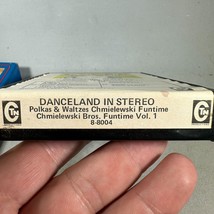 DANCELAND IN STEREO
Polkas & Waltzes Chmielewski Funtime
Chmielewski Bros. Funtime Vol. 1
8-8004